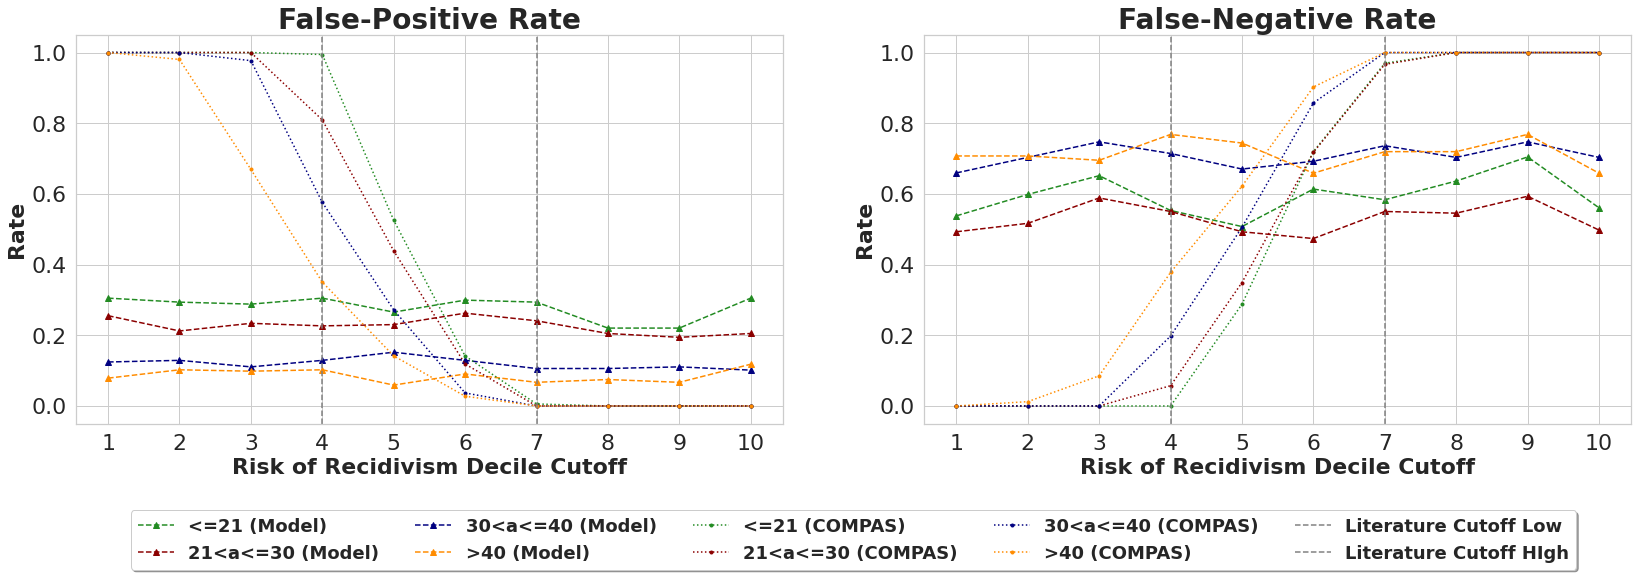 False-Positive Rate
1.0
0.8
0.6
0.4
0.2
0.0
Rate
1 2 3 4 5 6 7 8 9 10
Risk of Recidivism Decile Cutoff
False-Negative Rate
1.0
0.8
0.6
0.4
0.2
0.0
Rate
1 2 3 4 5 6 7 8 9 10
Risk of Recidivism Decile Cutoff
<=21 (Model)
21<a<=30 (Model)
30<a<=40 (Model)
>40 (Model)
<=21 (COMPAS)
21<a<=30 (COMPAS)
30<a<=40 (COMPAS)
>40 (COMPAS)
Literature Cutoff Low
Literature Cutoff HIgh